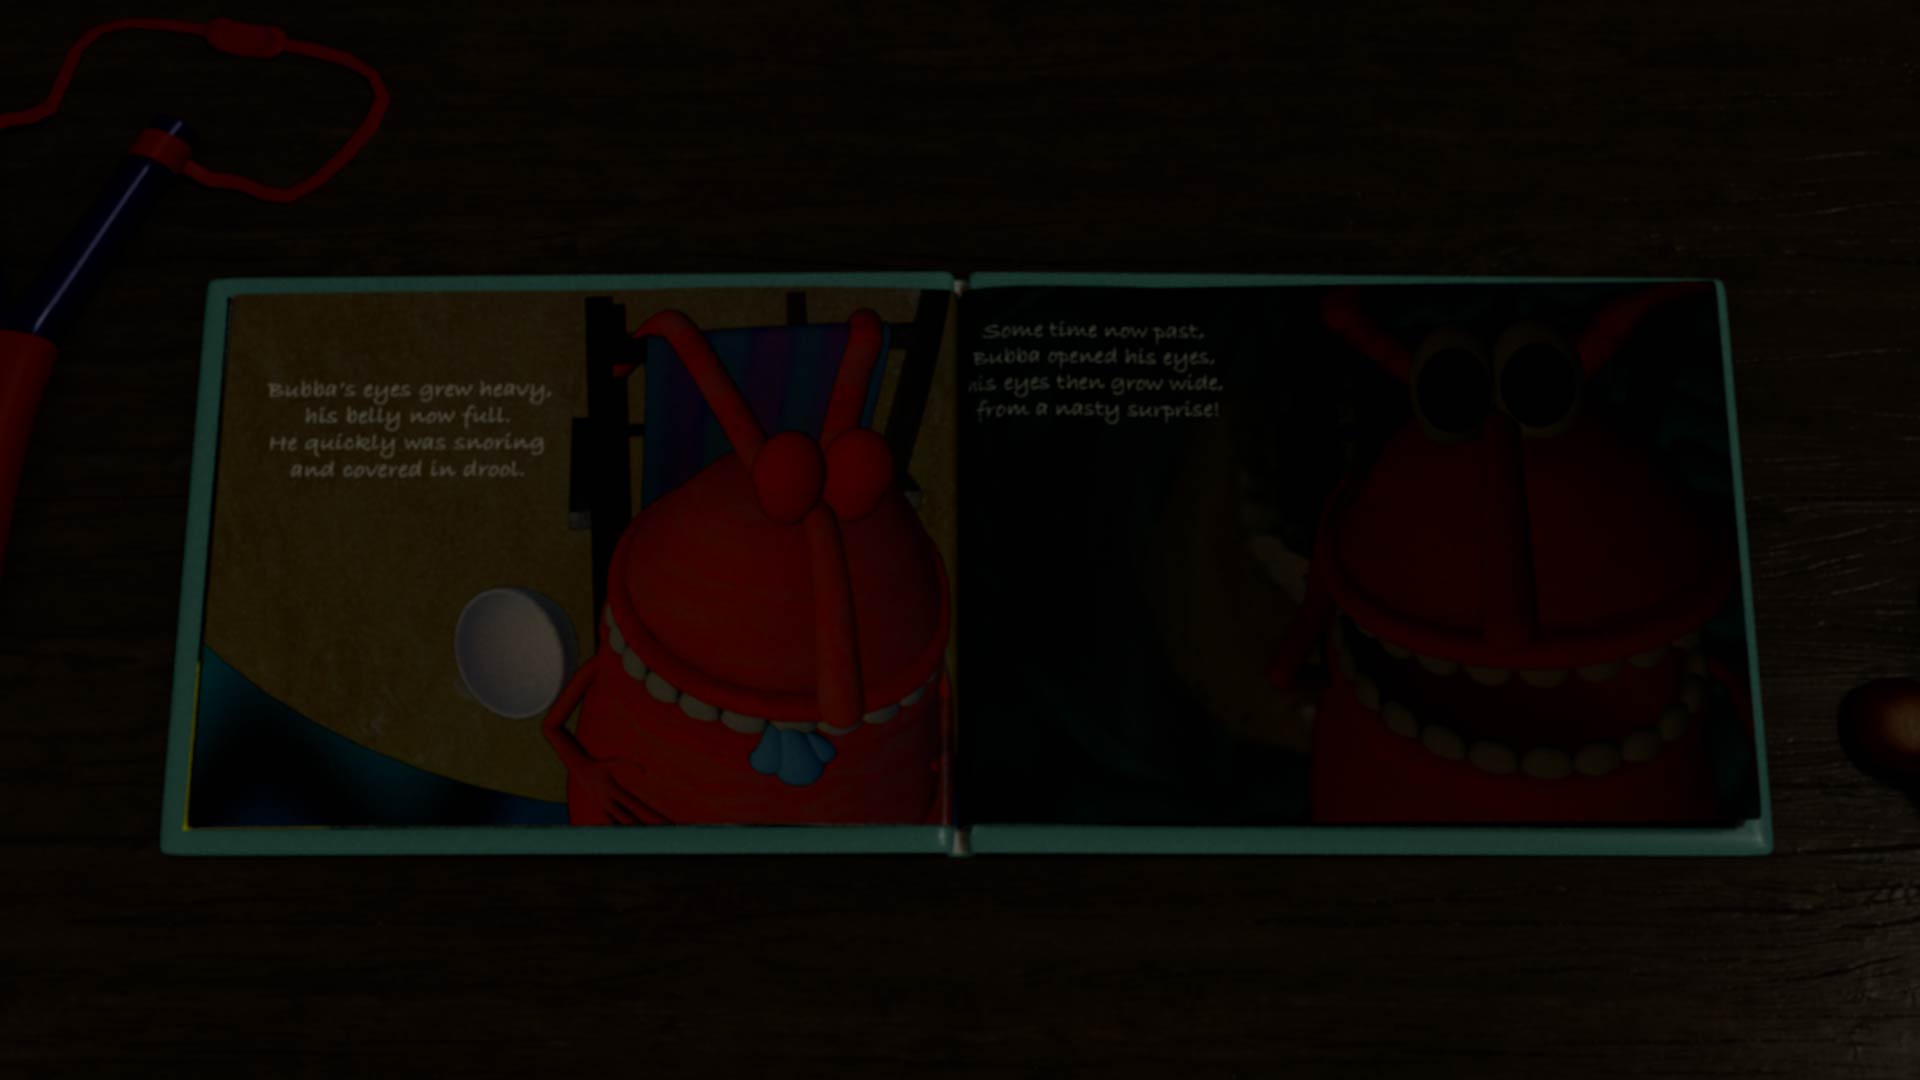 Bubba's eyes grew heavy,
his belly now full.
He quickly was snoring
and covered in drool.
Some time now past,
Bubba opened his eyes,
his eyes then grow wide,
from a nasty surprise!